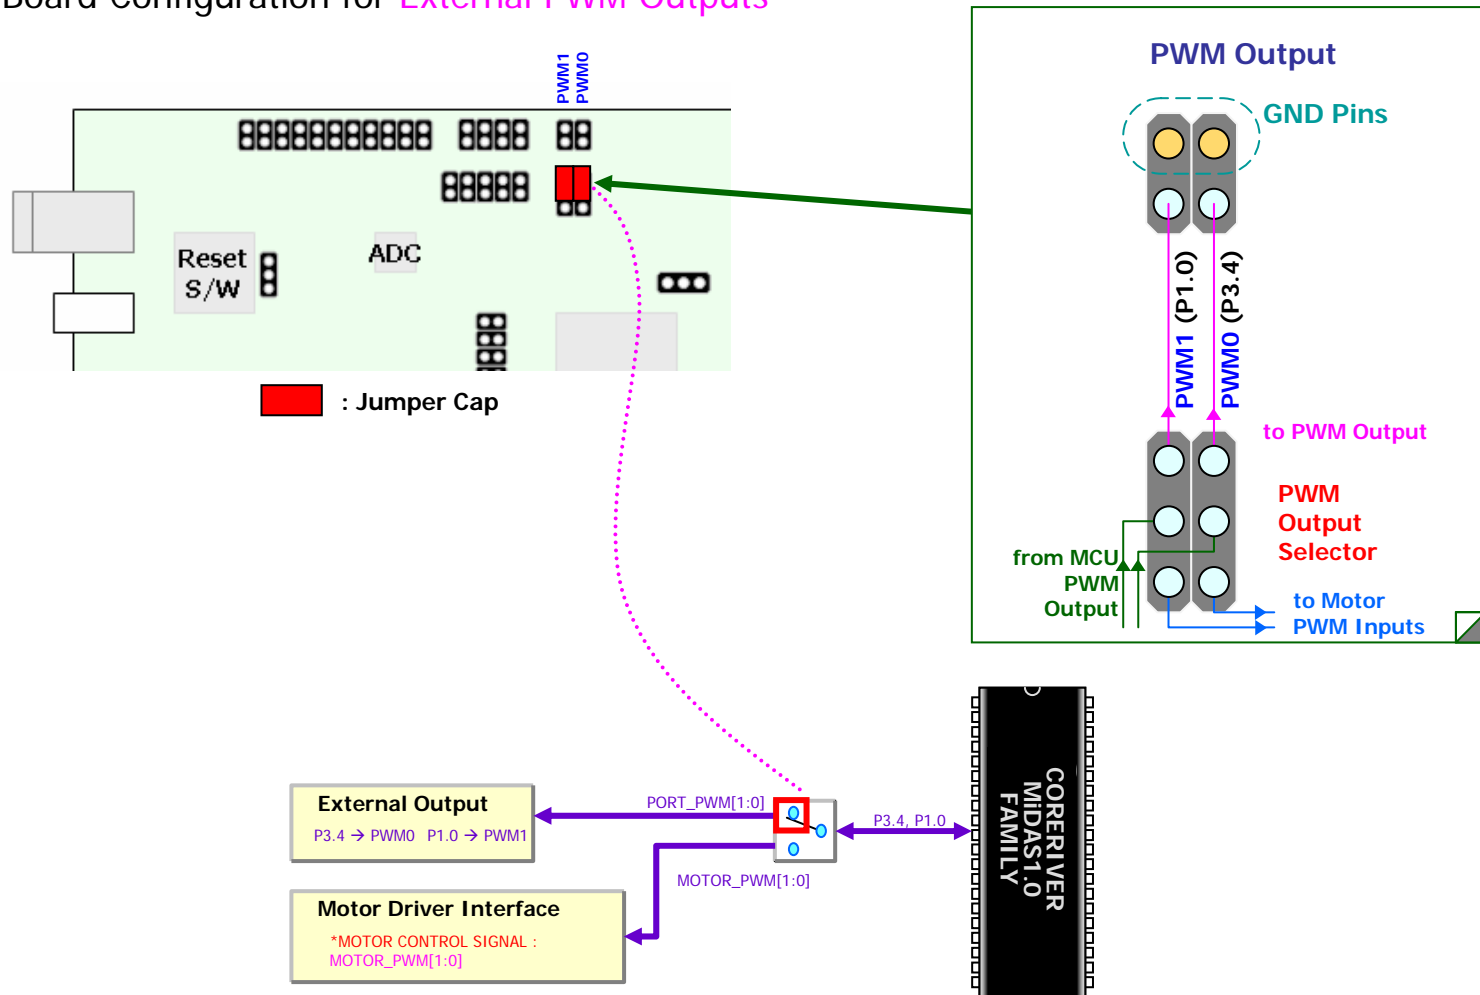 Board Configuration for External PWM Outputs
PWM1
PWM0
Reset
S/W
ADC
: Jumper Cap
PWM Output
GND Pins
PWM1 (P1.0)
PWM0 (P3.4)
to PWM Output
PWM
Output
Selector
from MCU
PWM
Output
to Motor
PWM Inputs
External Output
P3.4 → PWM0 P1.0 → PWM1
PORT_PWM[1:0]
P3.4, P1.0
MOTOR_PWM[1:0]
Motor Driver Interface
*MOTOR CONTROL SIGNAL :
MOTOR_PWM[1:0]
CORERIVER
MiDAS1.0
FAMILY